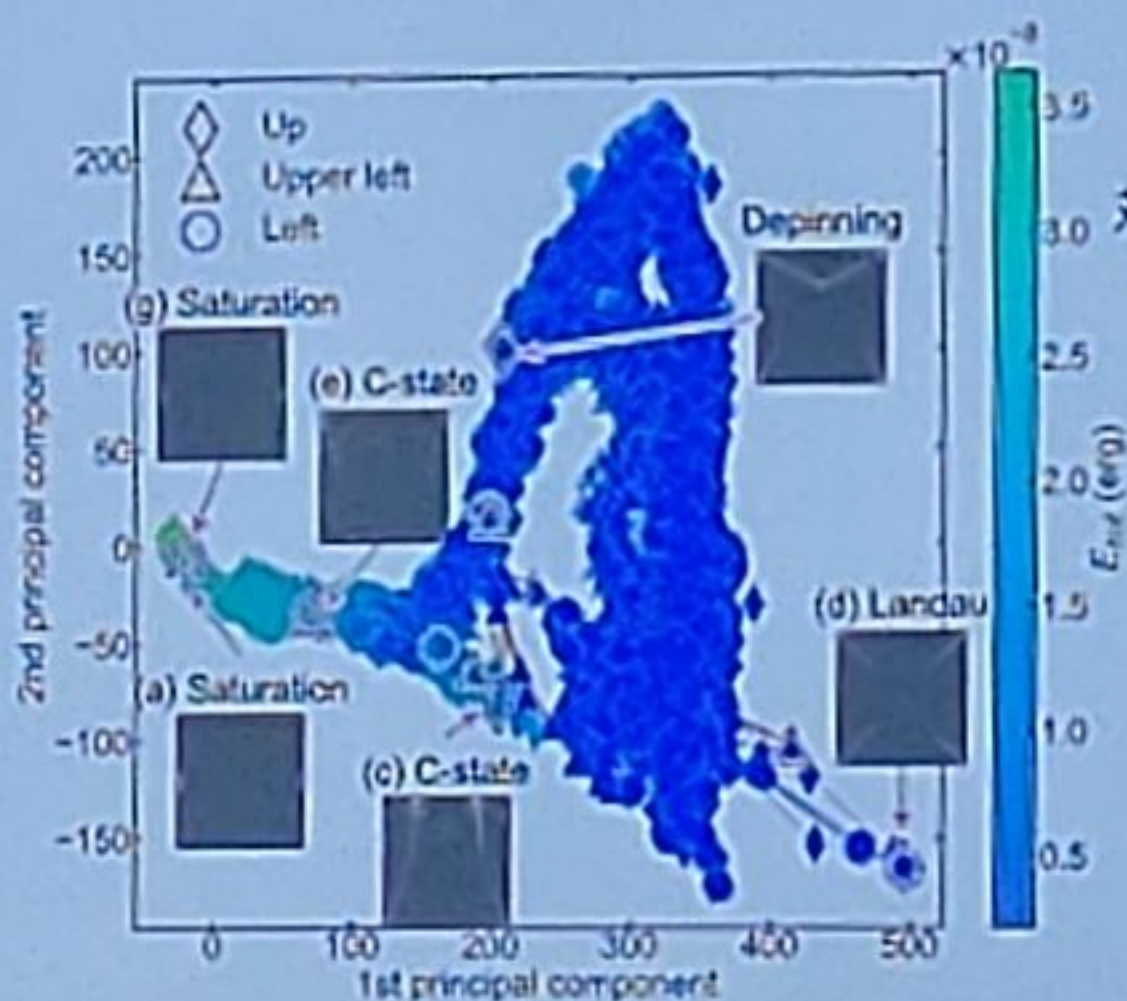 ×10⁻⁸
Up
Upper left
Left
200
150
100
50
0
−50
−100
−150
2nd principal component
(g) Saturation
(e) C-state
Depinning
(d) Landau
(a) Saturation
(c) C-state
0 100 200 300 400 500
1st principal component
3.5
3.0
2.5
2.0
1.5
1.0
0.5
(erg)